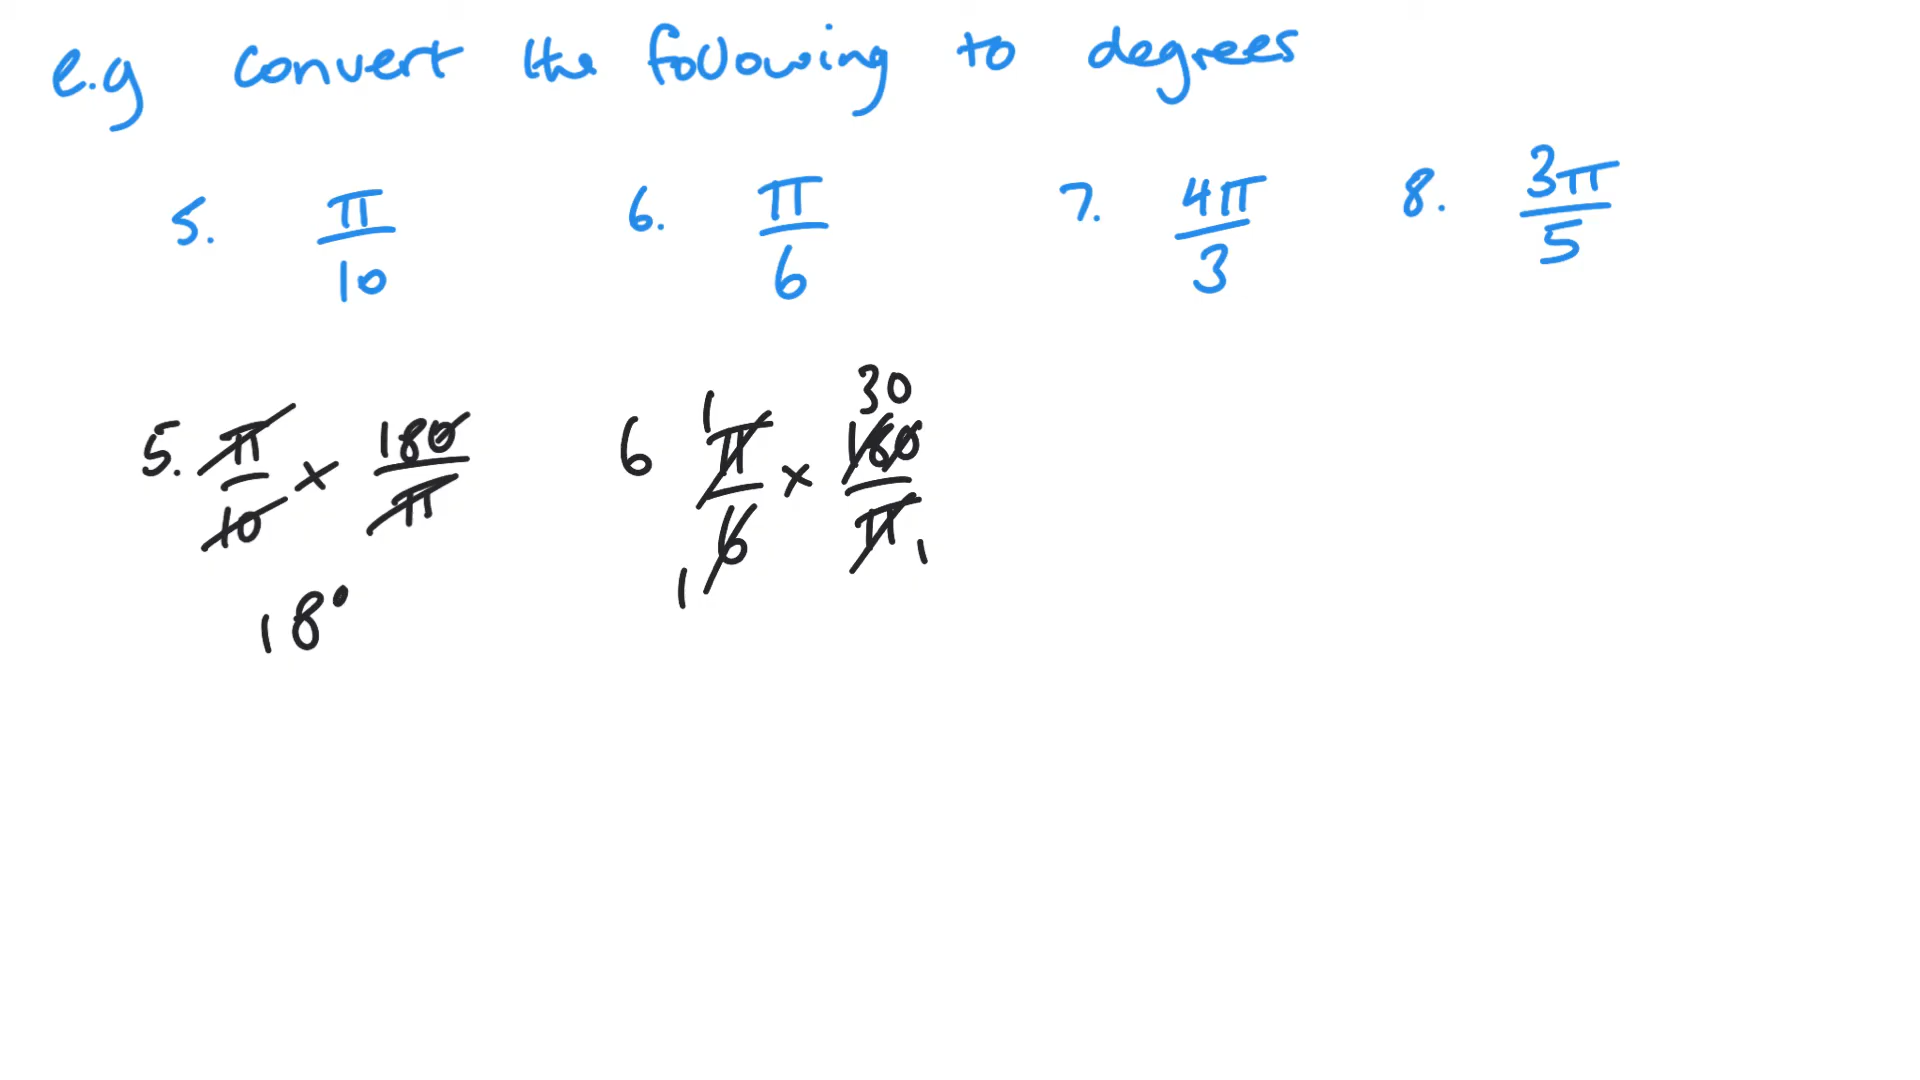 e.g convert the following to degrees
5. π/10 6. π/6 7. 4π/3 8. 3π/5
5. π/10 × 180/π 6 1 π/6 1 × 30 180/π 1
18°